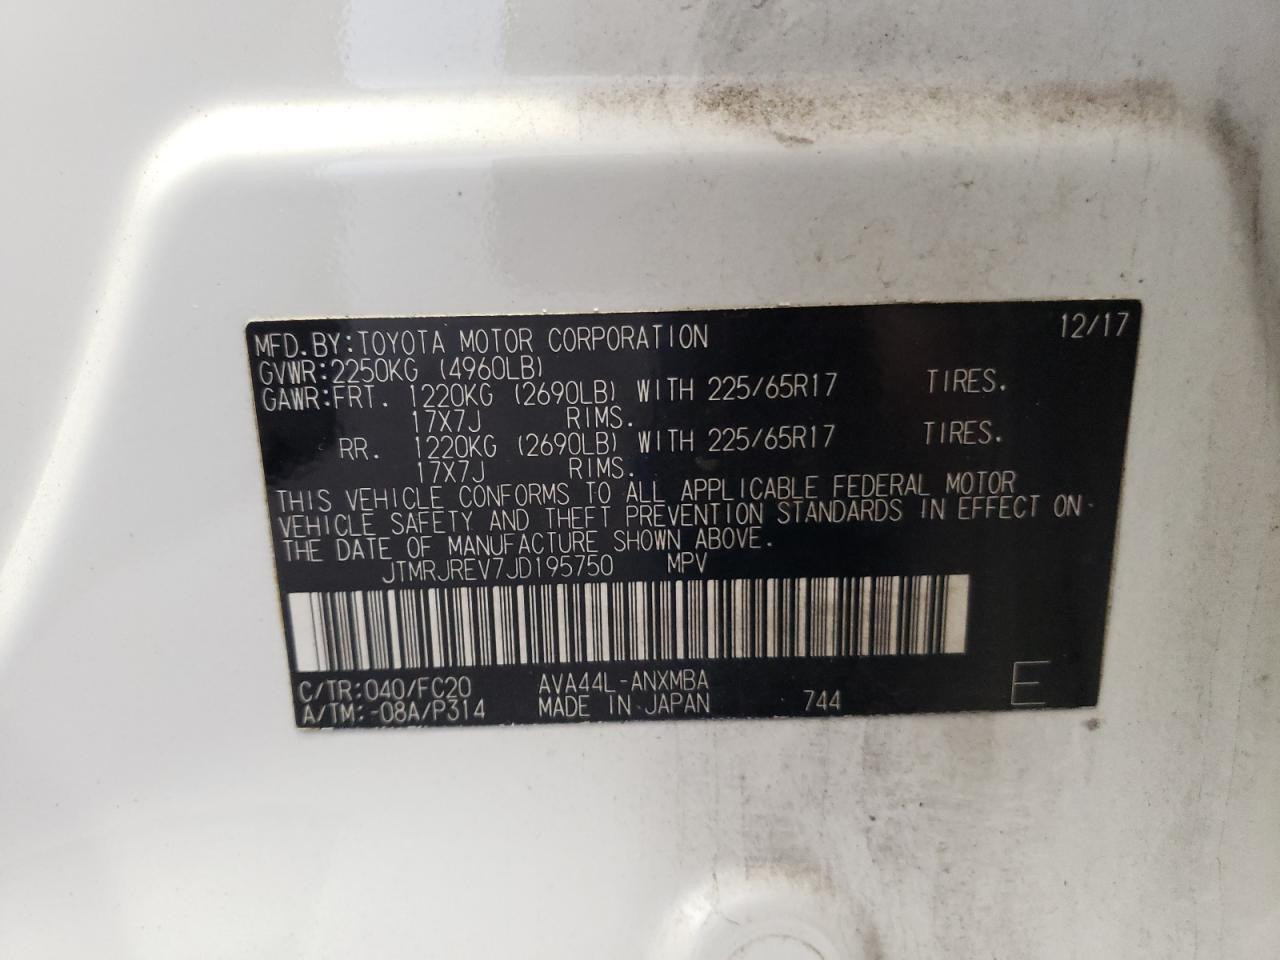 MFD.BY:TOYOTA MOTOR CORPORATION 12/17
GVWR:2250KG (4960LB)
GAWR:FRT. 1220KG (2690LB) WITH 225/65R17 TIRES.
17X7J RIMS.
RR. 1220KG (2690LB) WITH 225/65R17 TIRES.
17X7J RIMS.
THIS VEHICLE CONFORMS TO ALL APPLICABLE FEDERAL MOTOR
VEHICLE SAFETY AND THEFT PREVENTION STANDARDS IN EFFECT ON
THE DATE OF MANUFACTURE SHOWN ABOVE.
JTMRJREV7JD195750 MPV
C/TR:040/FC20 AVA44L-ANXMBA
A/TM:-08A/P314 MADE IN JAPAN 744 E